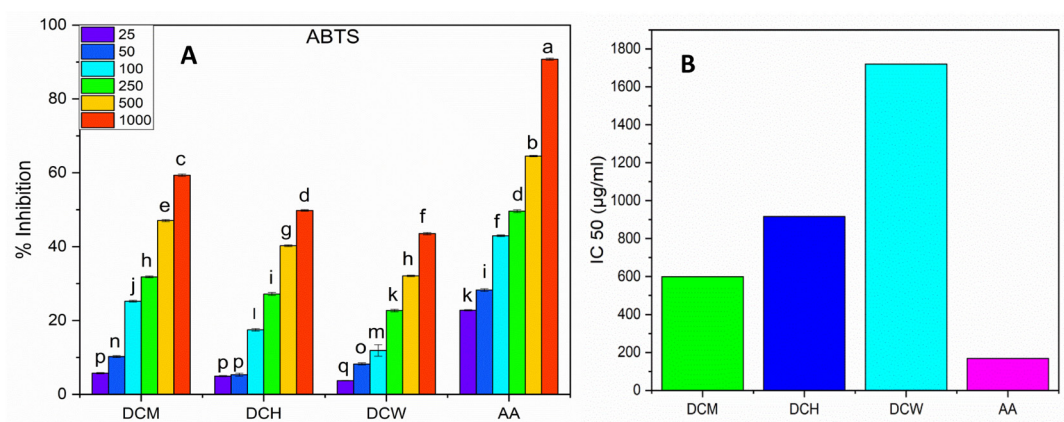 ABTS
A
25
50
100
250
500
1000
% Inhibition
100
80
60
40
20
0
p n j h e c
p p l i g d
q o m k h f
k i f d b a
DCM DCH DCW AA
B
IC 50 (µg/ml)
1800
1600
1400
1200
1000
800
600
400
200
0
DCM DCH DCW AA